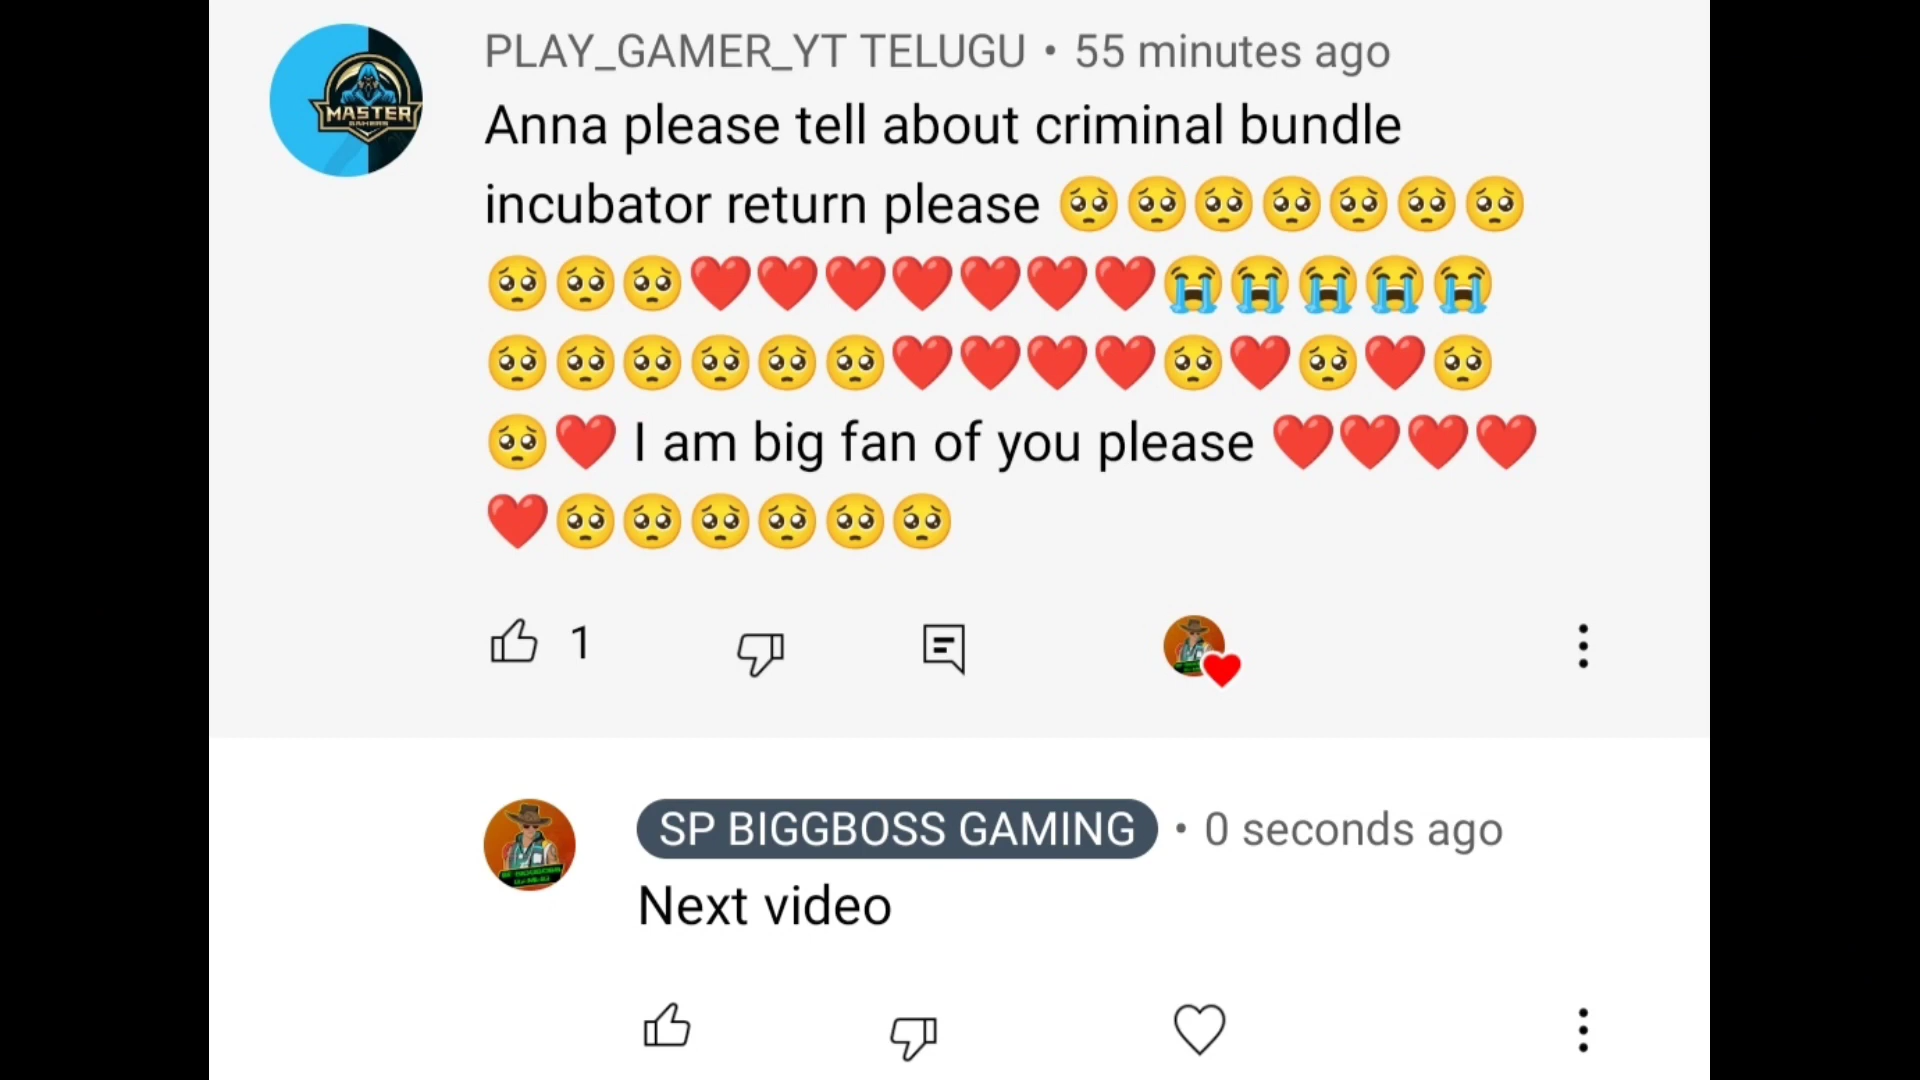 PLAY_GAMER_YT TELUGU • 55 minutes ago
MASTER
Anna please tell about criminal bundle
incubator return please 🥺🥺🥺🥺🥺🥺🥺
🥺🥺🥺❤️❤️❤️❤️❤️❤️❤️😭😭😭😭😭
🥺🥺🥺🥺🥺🥺❤️❤️❤️❤️🥺❤️🥺❤️🥺
🥺❤️ I am big fan of you please ❤️❤️❤️❤️
❤️🥺🥺🥺🥺🥺🥺
1
SP BIGGBOSS GAMING • 0 seconds ago
Next video